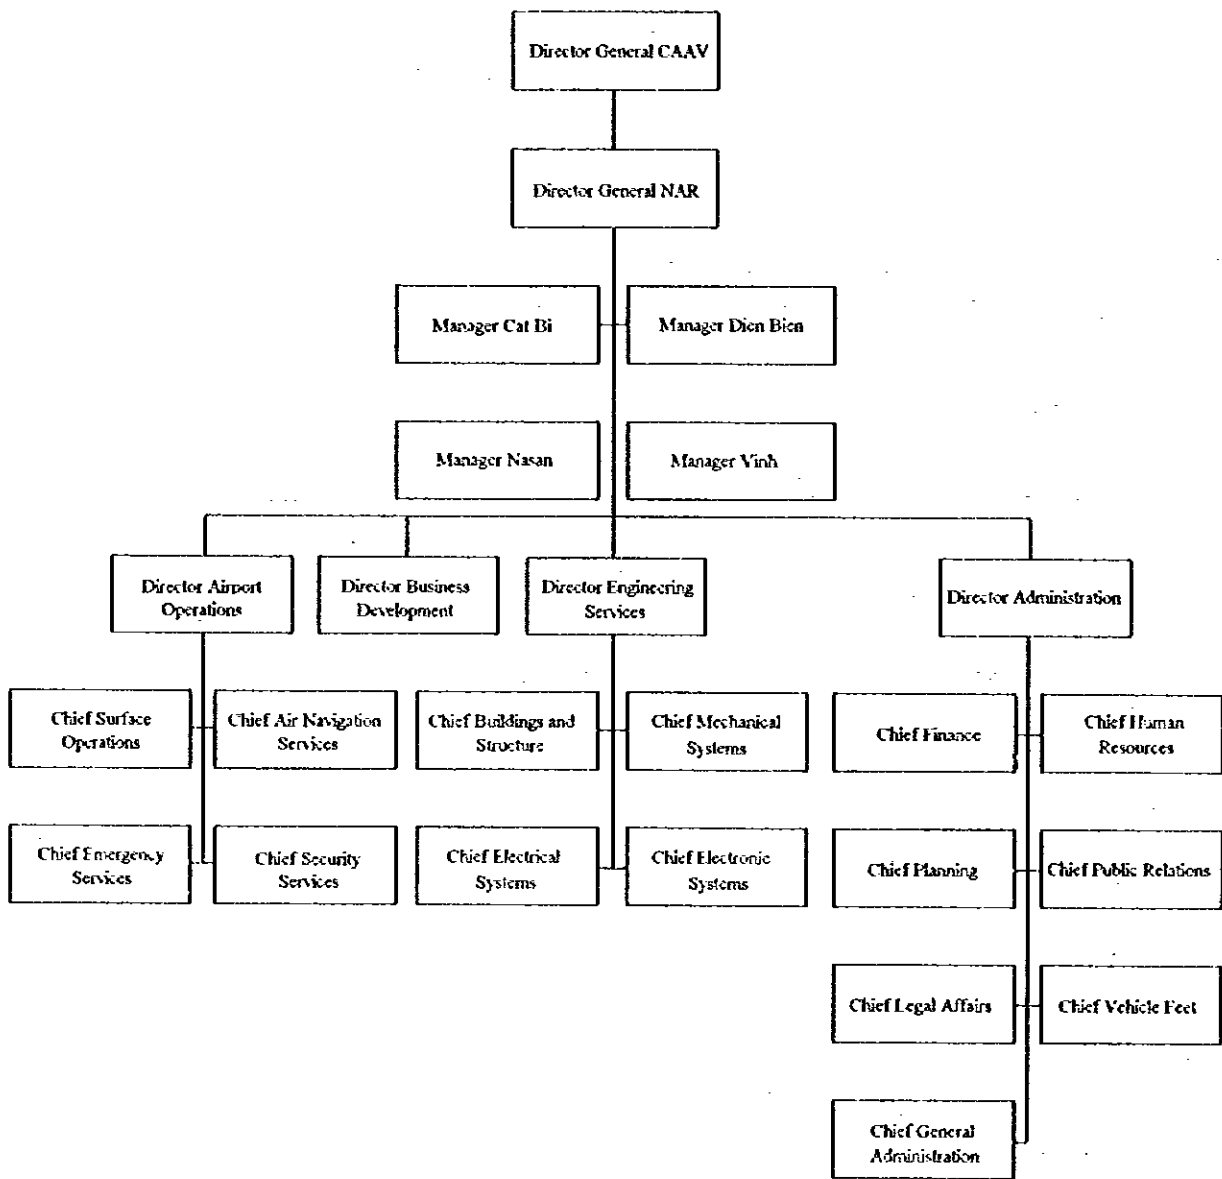 Director General CAAV
Director General NAR
Manager Cat Bi
Manager Dien Bien
Manager Nasan
Manager Vinh
Director Airport
Operations
Director Business
Development
Director Engineering
Services
Director Administration
Chief Surface
Operations
Chief Air Navigation
Services
Chief Buildings and
Structure
Chief Mechanical
Systems
Chief Finance
Chief Human
Resources
Chief Emergency
Services
Chief Security
Services
Chief Electrical
Systems
Chief Electronic
Systems
Chief Planning
Chief Public Relations
Chief Legal Affairs
Chief Vehicle Feet
Chief General
Administration